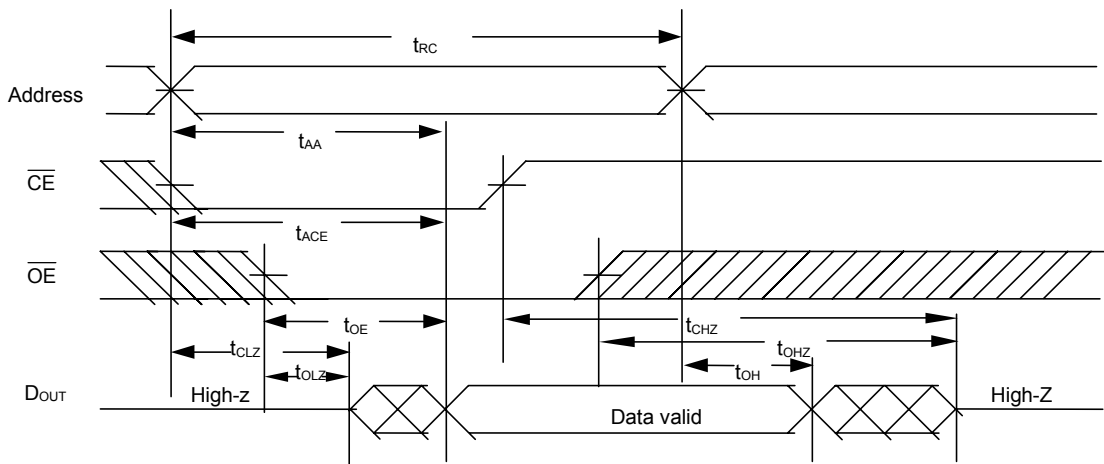 tRC
Address
tAA
CE
tACE
OE
tOE
tCHZ
tCLZ
tOHZ
tOLZ
tOH
DOUT
High-z
Data valid
High-Z